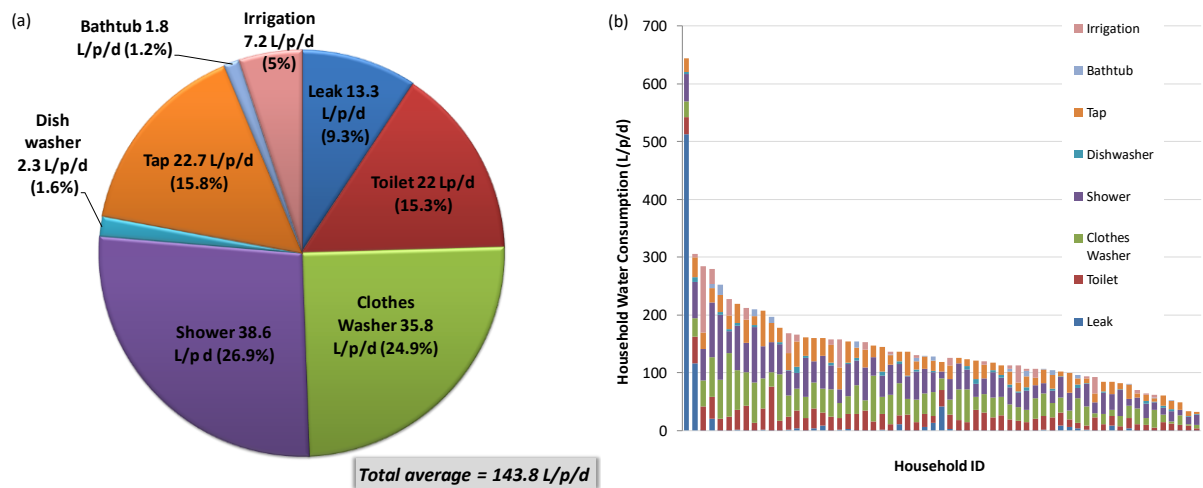 (a)
Bathtub 1.8
L/p/d (1.2%)
Irrigation
7.2 L/p/d
(5%)
Leak 13.3
L/p/d
(9.3%)
Toilet 22 Lp/d
(15.3%)
Clothes
Washer 35.8
L/p/d (24.9%)
Shower 38.6
L/p d (26.9%)
Dish
washer
2.3 L/p/d
(1.6%)
Tap 22.7 L/p/d
(15.8%)
Total average = 143.8 L/p/d
(b)
Household Water Consumption (L/p/d)
700
600
500
400
300
200
100
0
Household ID
Irrigation
Bathtub
Tap
Dishwasher
Shower
Clothes
Washer
Toilet
Leak